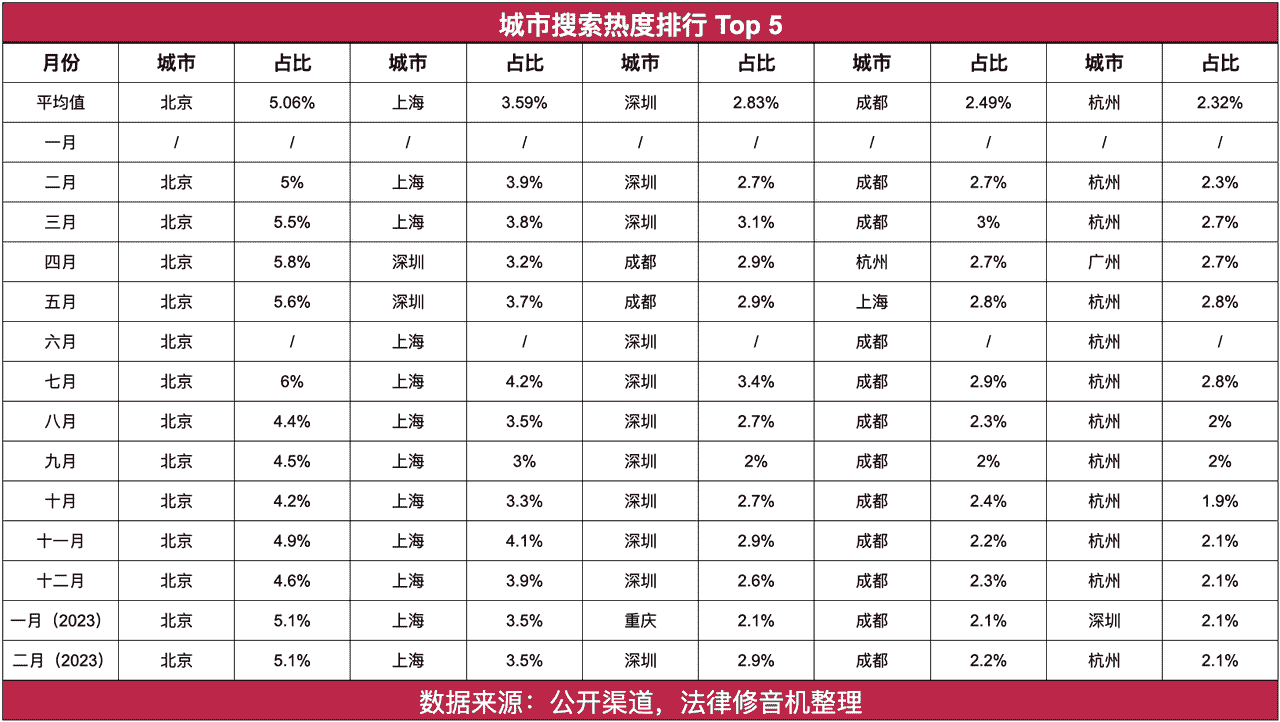 城市搜索热度排行 Top 5
月份 城市 占比 城市 占比 城市 占比 城市 占比 城市 占比
平均值 北京 5.06% 上海 3.59% 深圳 2.83% 成都 2.49% 杭州 2.32%
一月 / / / / / / / / / /
二月 北京 5% 上海 3.9% 深圳 2.7% 成都 2.7% 杭州 2.3%
三月 北京 5.5% 上海 3.8% 深圳 3.1% 成都 3% 杭州 2.7%
四月 北京 5.8% 深圳 3.2% 成都 2.9% 杭州 2.7% 广州 2.7%
五月 北京 5.6% 深圳 3.7% 成都 2.9% 上海 2.8% 杭州 2.8%
六月 北京 / 上海 / 深圳 / 成都 / 杭州 /
七月 北京 6% 上海 4.2% 深圳 3.4% 成都 2.9% 杭州 2.8%
八月 北京 4.4% 上海 3.5% 深圳 2.7% 成都 2.3% 杭州 2%
九月 北京 4.5% 上海 3% 深圳 2% 成都 2% 杭州 2%
十月 北京 4.2% 上海 3.3% 深圳 2.7% 成都 2.4% 杭州 1.9%
十一月 北京 4.9% 上海 4.1% 深圳 2.9% 成都 2.2% 杭州 2.1%
十二月 北京 4.6% 上海 3.9% 深圳 2.6% 成都 2.3% 杭州 2.1%
一月（2023） 北京 5.1% 上海 3.5% 重庆 2.1% 成都 2.1% 深圳 2.1%
二月（2023） 北京 5.1% 上海 3.5% 深圳 2.9% 成都 2.2% 杭州 2.1%
数据来源：公开渠道，法律修音机整理